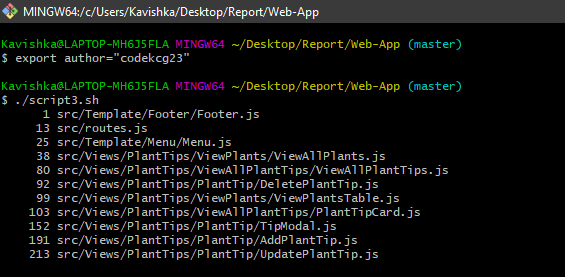 MINGW64:/c/Users/Kavishka/Desktop/Report/Web-App
Kavishka@LAPTOP-MH6J5FLA MINGW64 ~/Desktop/Report/Web-App (master)
$ export author="codekcg23"
Kavishka@LAPTOP-MH6J5FLA MINGW64 ~/Desktop/Report/Web-App (master)
$ ./script3.sh
1 src/Template/Footer/Footer.js
13 src/routes.js
25 src/Template/Menu/Menu.js
38 src/Views/PlantTips/ViewPlants/ViewAllPlants.js
80 src/Views/PlantTips/ViewAllPlantTips/ViewAllPlantTips.js
92 src/Views/PlantTips/PlantTip/DeletePlantTip.js
99 src/Views/PlantTips/ViewPlants/ViewPlantsTable.js
103 src/Views/PlantTips/ViewAllPlantTips/PlantTipCard.js
152 src/Views/PlantTips/PlantTip/TipModal.js
191 src/Views/PlantTips/PlantTip/AddPlantTip.js
213 src/Views/PlantTips/PlantTip/UpdatePlantTip.js